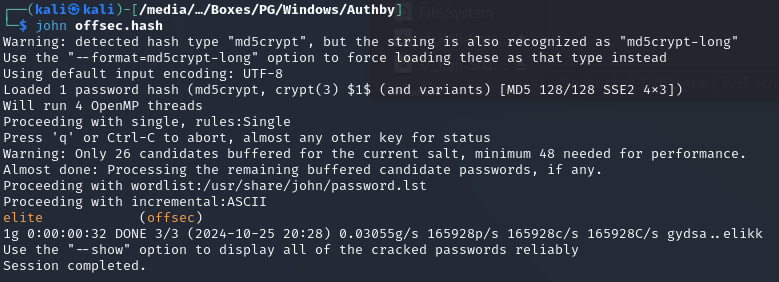 ┌──(kali㉿kali)-[/media/…/Boxes/PG/Windows/Authby]
└─$ john offsec.hash
Warning: detected hash type "md5crypt", but the string is also recognized as "md5crypt-long"
Use the "--format=md5crypt-long" option to force loading these as that type instead
Using default input encoding: UTF-8
Loaded 1 password hash (md5crypt, crypt(3) $1$ (and variants) [MD5 128/128 SSE2 4x3])
Will run 4 OpenMP threads
Proceeding with single, rules:Single
Press 'q' or Ctrl-C to abort, almost any other key for status
Warning: Only 26 candidates buffered for the current salt, minimum 48 needed for performance.
Almost done: Processing the remaining buffered candidate passwords, if any.
Proceeding with wordlist:/usr/share/john/password.lst
Proceeding with incremental:ASCII
elite            (offsec)
1g 0:00:00:32 DONE 3/3 (2024-10-25 20:28) 0.03055g/s 165928p/s 165928c/s 165928C/s gydsa..elikk
Use the "--show" option to display all of the cracked passwords reliably
Session completed.
File System